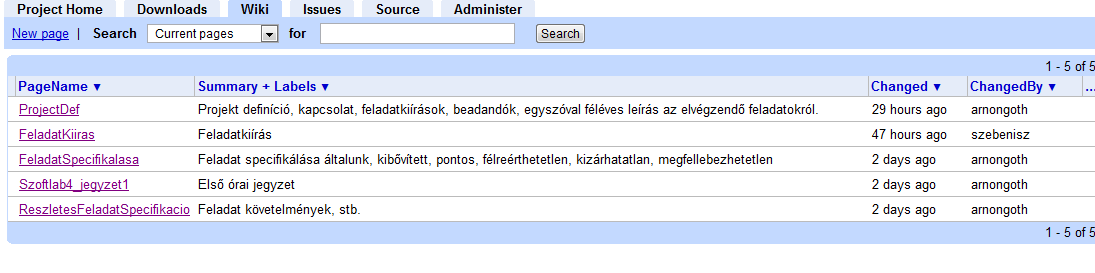 Project Home Downloads Wiki Issues Source Administer
New page | Search Current pages for Search
1 - 5 of 5
PageName ▼ Summary + Labels ▼ Changed ▼ ChangedBy ▼ ...
ProjectDef Projekt definíció, kapcsolat, feladatkiírások, beadandók, egyszóval féléves leírás az elvégzendő feladatokról. 29 hours ago arnongoth
FeladatKiiras Feladatkiírás 47 hours ago szebenisz
FeladatSpecifikalasa Feladat specifikálása általunk, kibővített, pontos, félreérthetetlen, kizárhatatlan, megfellebezhetetlen 2 days ago arnongoth
Szoftlab4_jegyzet1 Első órai jegyzet 2 days ago arnongoth
ReszletesFeladatSpecifikacio Feladat követelmények, stb. 2 days ago arnongoth
1 - 5 of 5